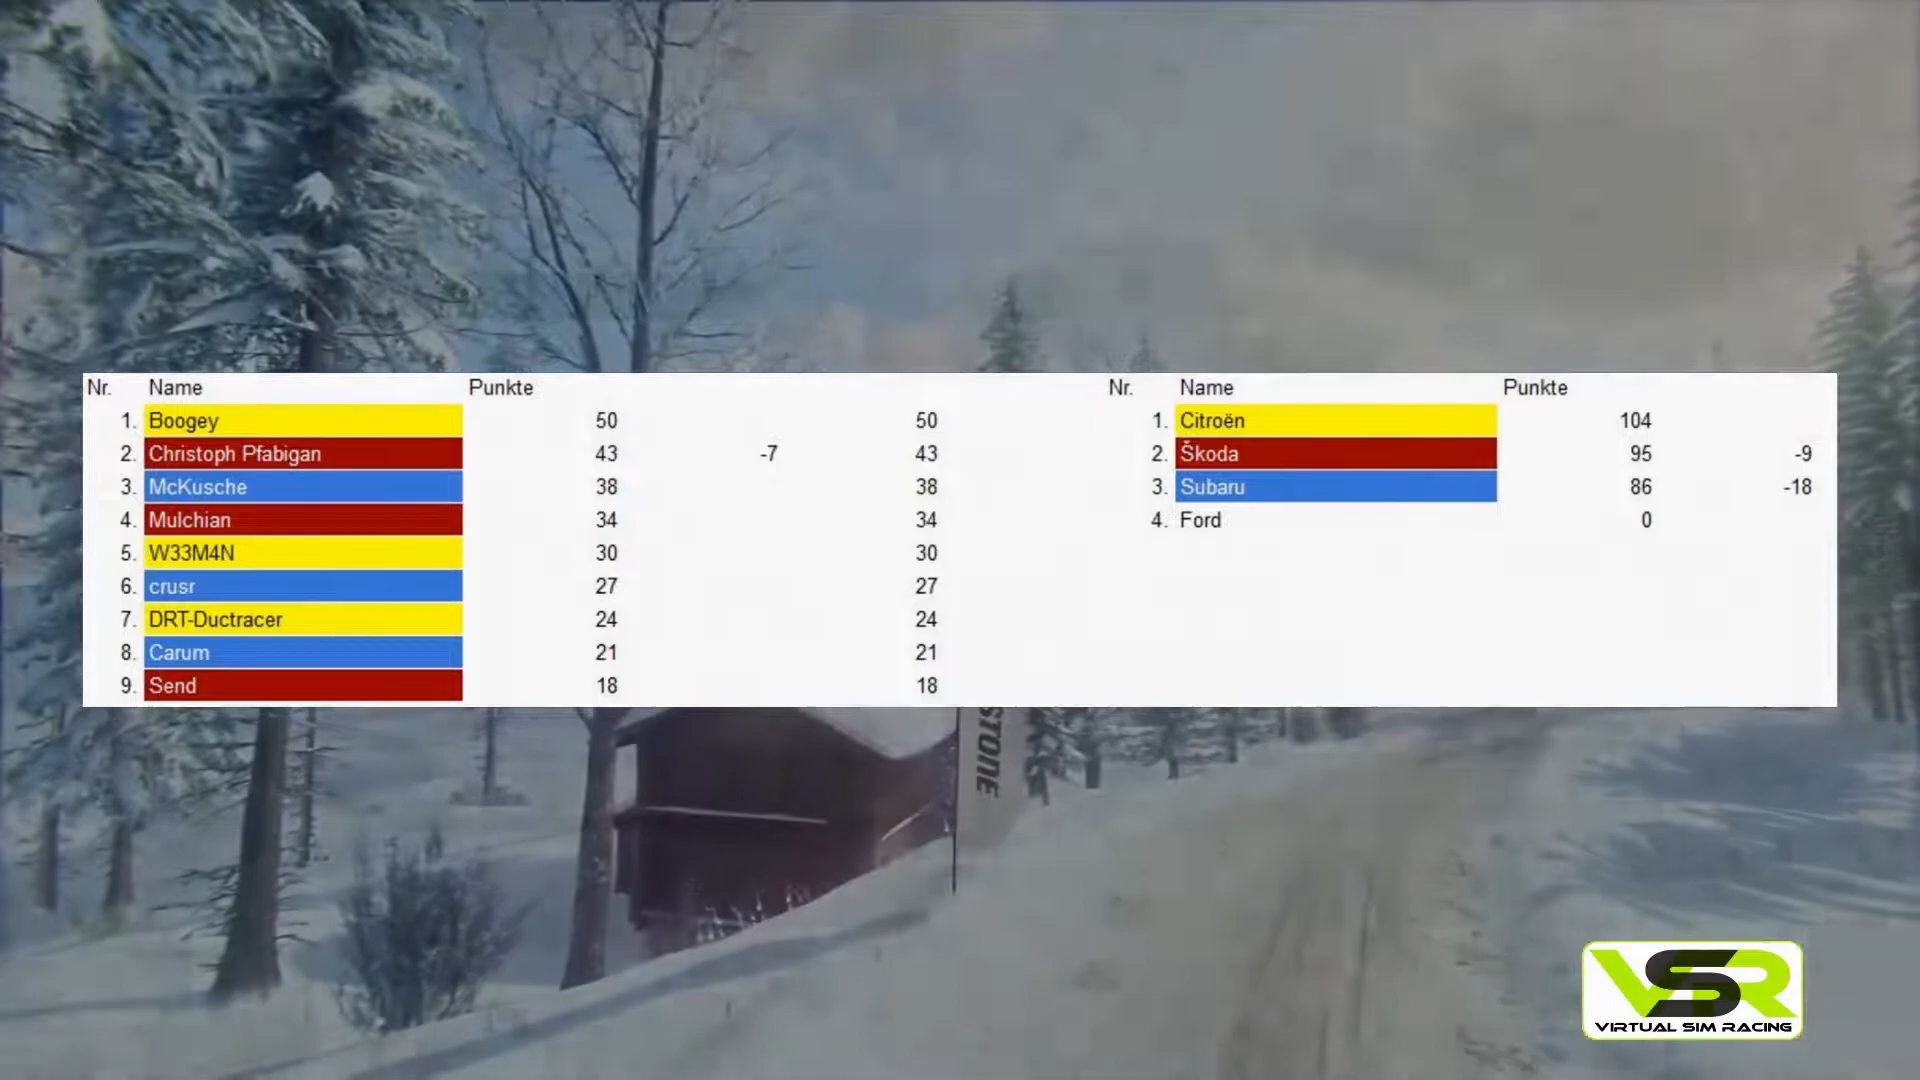 Nr. Name Punkte
1. Boogey 50 50
2. Christoph Pfabigan 43 -7 43
3. McKusche 38 38
4. Mulchian 34 34
5. W33M4N 30 30
6. crusr 27 27
7. DRT-Ductracer 24 24
8. Carum 21 21
9. Send 18 18
Nr. Name Punkte
1. Citroën 104
2. Škoda 95 -9
3. Subaru 86 -18
4. Ford 0
STONE
VSR
VIRTUAL SIM RACING